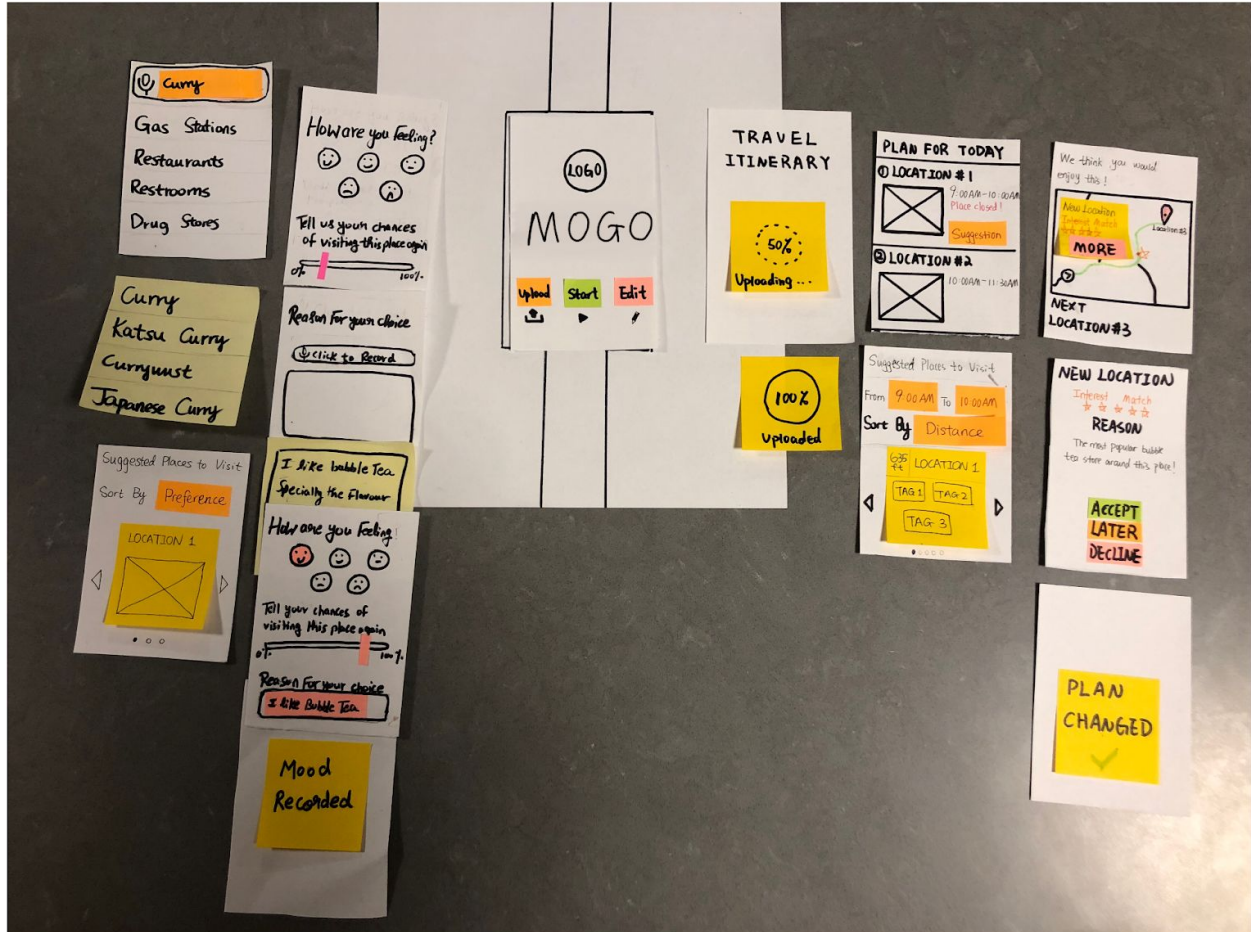 Curry
Gas Stations
Restaurants
Restrooms
Drug Stores
Curry
Katsu Curry
Currywust
Japanese Curry
Suggested Places to Visit
Sort By Preference
LOCATION 1
How are you Feeling?
Tell us your chances
of visiting this place again
0% 100%
Reason For your choice
Click to Record
I like bubble Tea
Specially the Flavour
How are you Feeling!
Tell your chances of
visiting this place again
0% 100%
Reason For Your choice
I like Bubble Tea
Mood
Recorded
LOGO
MOGO
Upload Start Edit
TRAVEL
ITINERARY
50%
Uploading ...
100%
Uploaded
PLAN FOR TODAY
① LOCATION #1
9:00AM-10:00AM
Place closed!
Suggestion
② LOCATION #2
10:00AM-11:30AM
Suggested Places to Visit
From 9:00AM To 10:00AM
Sort By Distance
635 ft LOCATION 1
TAG 1 TAG 2
TAG 3
We think you would
enjoy this!
New Location
Interest Match
MORE
Location #3
NEXT
LOCATION #3
NEW LOCATION
Interest Match
REASON
The most popular bubble
tea store around this place!
ACCEPT
LATER
DECLINE
PLAN
CHANGED